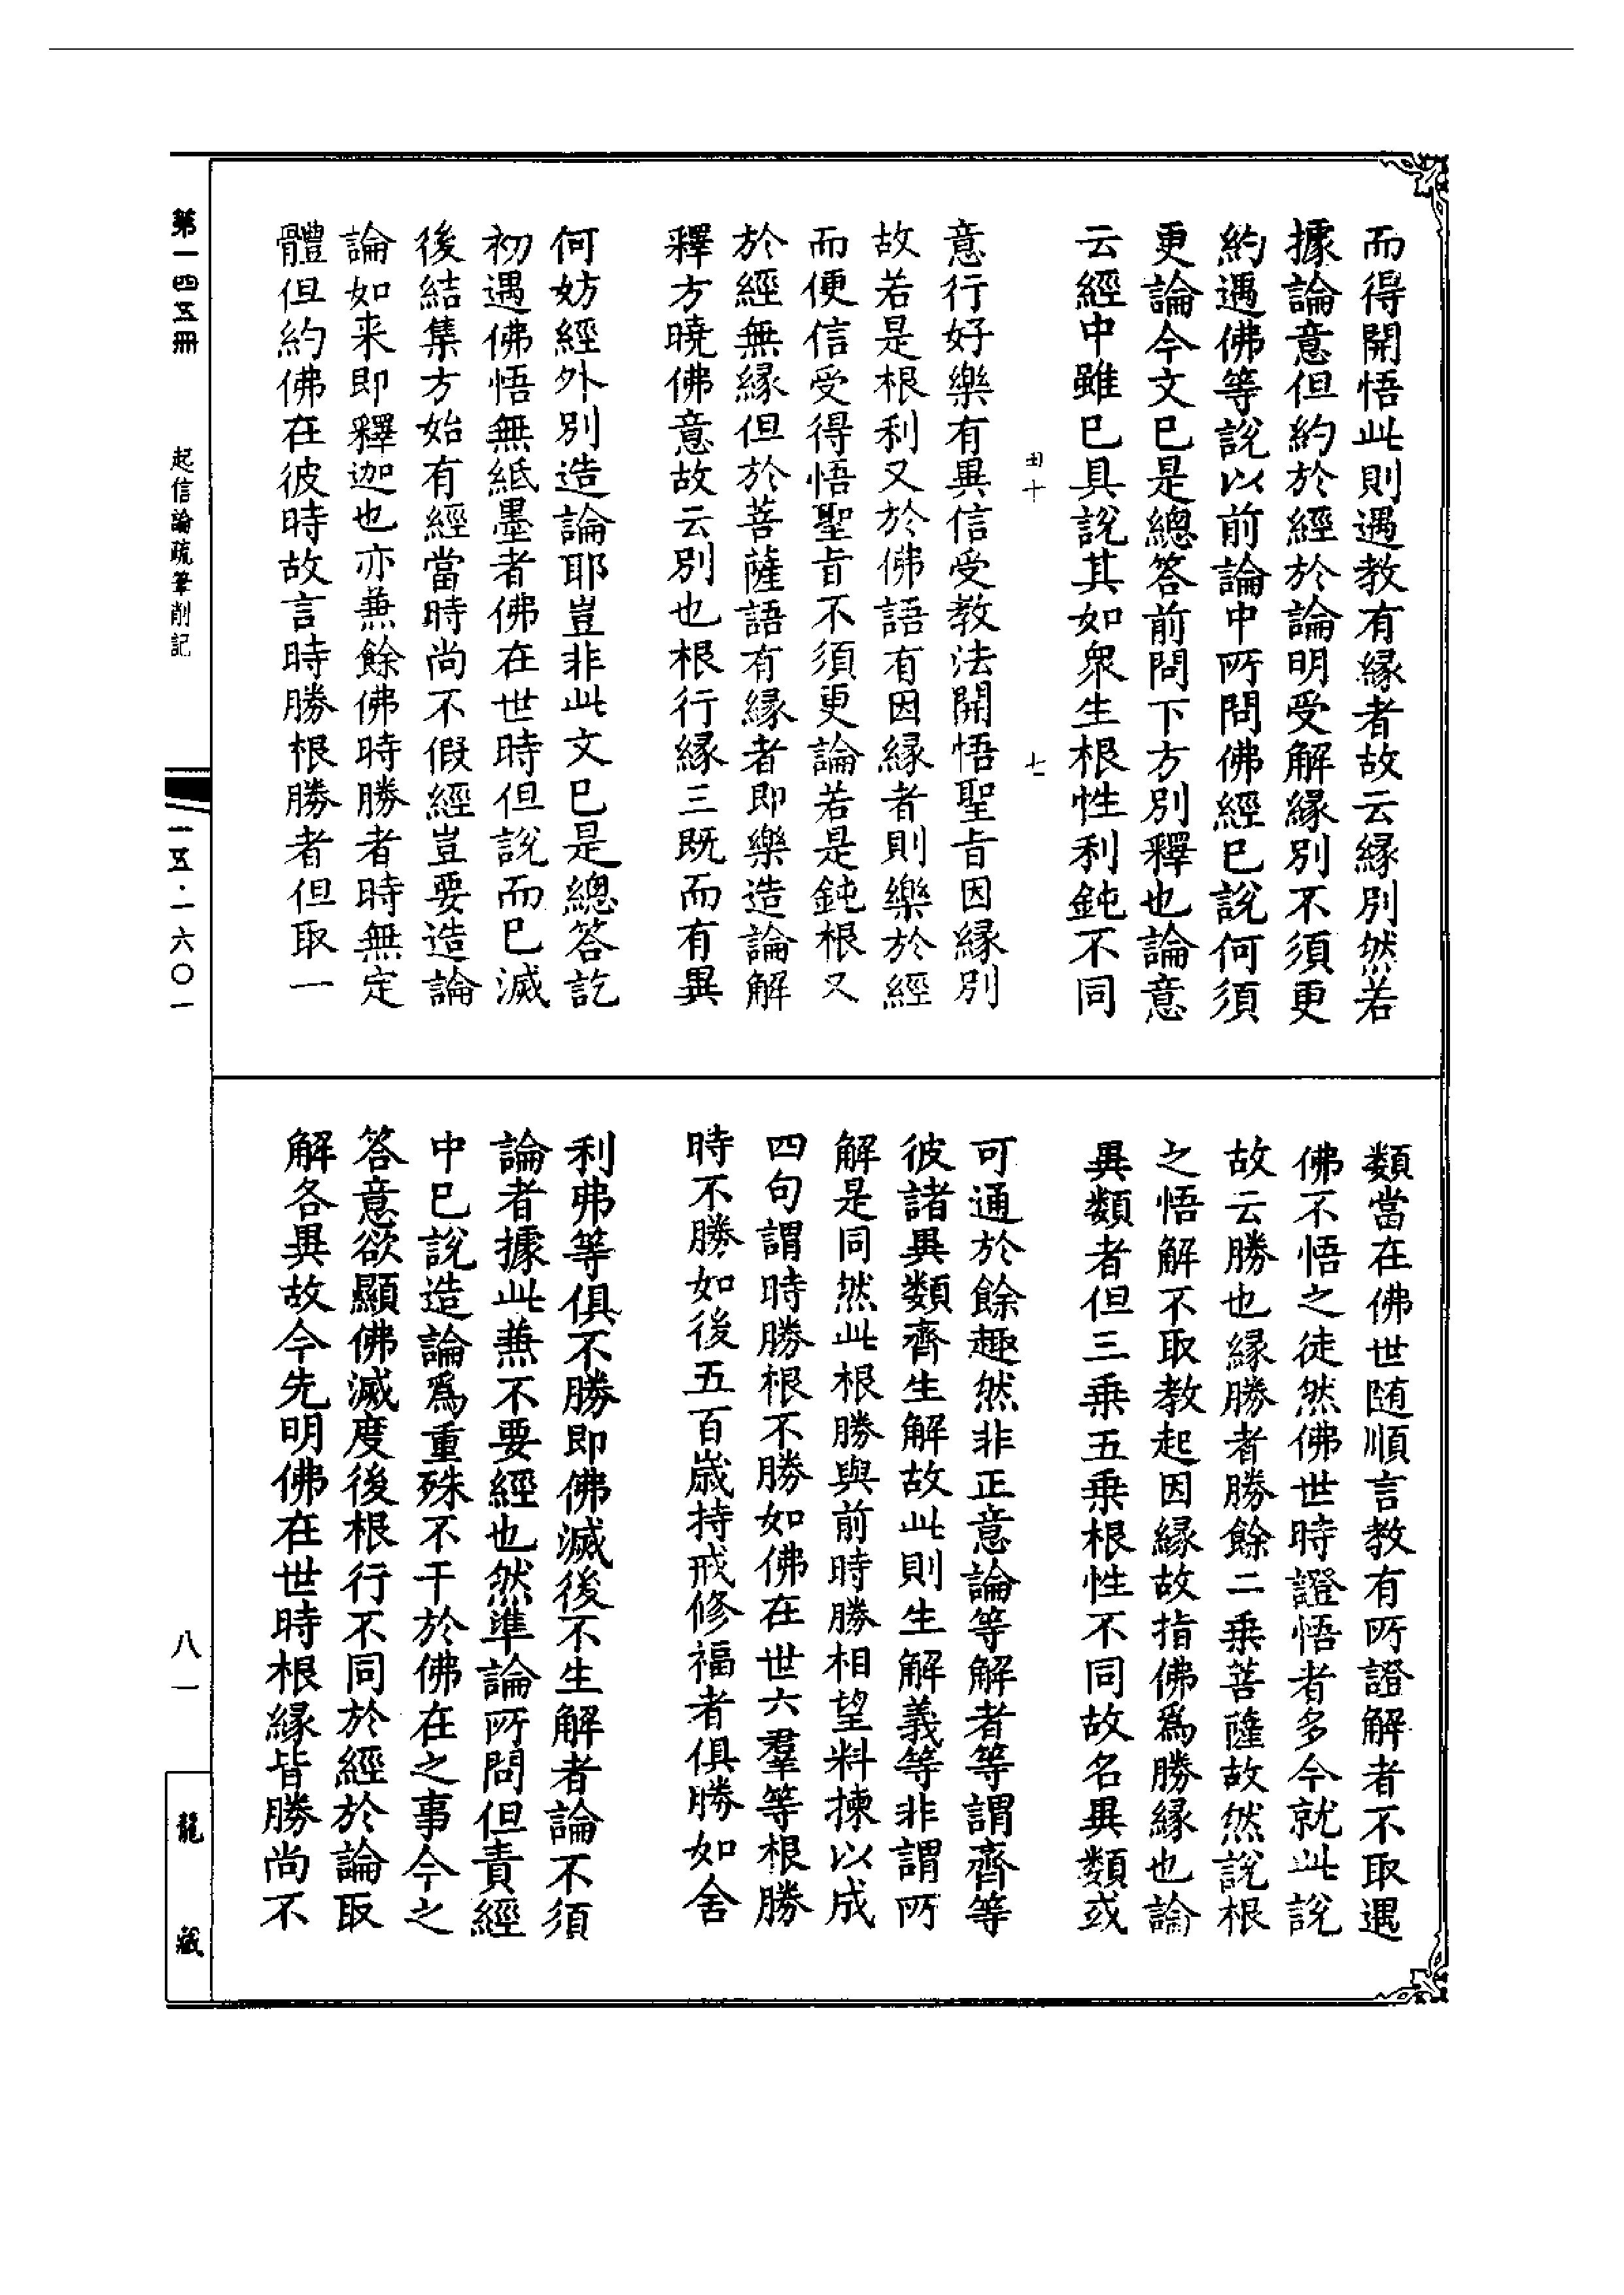 而得開悟此則遇教有緣者故云緣別然若
據論意但約於經於論明受解緣別不須更
約遇佛等說以前論中所問佛經已說何須
更論今文已是總答前問下方別釋也論意
云經中雖已具說其如衆生根性利鈍不同
田十　七
意行好樂有異信受教法開悟聖旨因緣別
故若是根利又於佛語有因緣者則樂於經
而便信受得悟聖旨不須更論若是鈍根又
於經無緣但於菩薩語有緣者即樂造論解
釋方曉佛意故云別也根行緣三既而有異
何妨經外別造論耶豈非此文已是總答訖
初遇佛悟無紙墨者佛在世時但說而已滅
後結集方始有經當時尚不假經豈要造論
論如来即釋迦也亦兼餘佛時勝者時無定
體但約佛在彼時故言時勝根勝者但取一
類當在佛世随順言教有所證解者不取遇
佛不悟之徒然佛世時證悟者多今就此說
故云勝也緣勝者勝餘二乗菩薩故然說根
之悟解不取教起因緣故指佛爲勝緣也論
異類者但三乗五乗根性不同故名異類或
可通於餘趣然非正意論等解者等謂齊等
彼諸異類齊生解故此則生解義等非謂所
解是同然此根勝與前時勝相望料揀以成
四句謂時勝根不勝如佛在世六羣等根勝
時不勝如後五百歲持戒修福者俱勝如舍
利弗等俱不勝即佛滅後不生解者論不須
論者據此兼不要經也然準論所問但責經
中已說造論爲重殊不干於佛在之事今之
答意欲顯佛滅度後根行不同於經於論取
解各異故今先明佛在世時根緣皆勝尚不
第一四五冊　起信論疏筆削記　一五·一六〇一　八一　龍藏